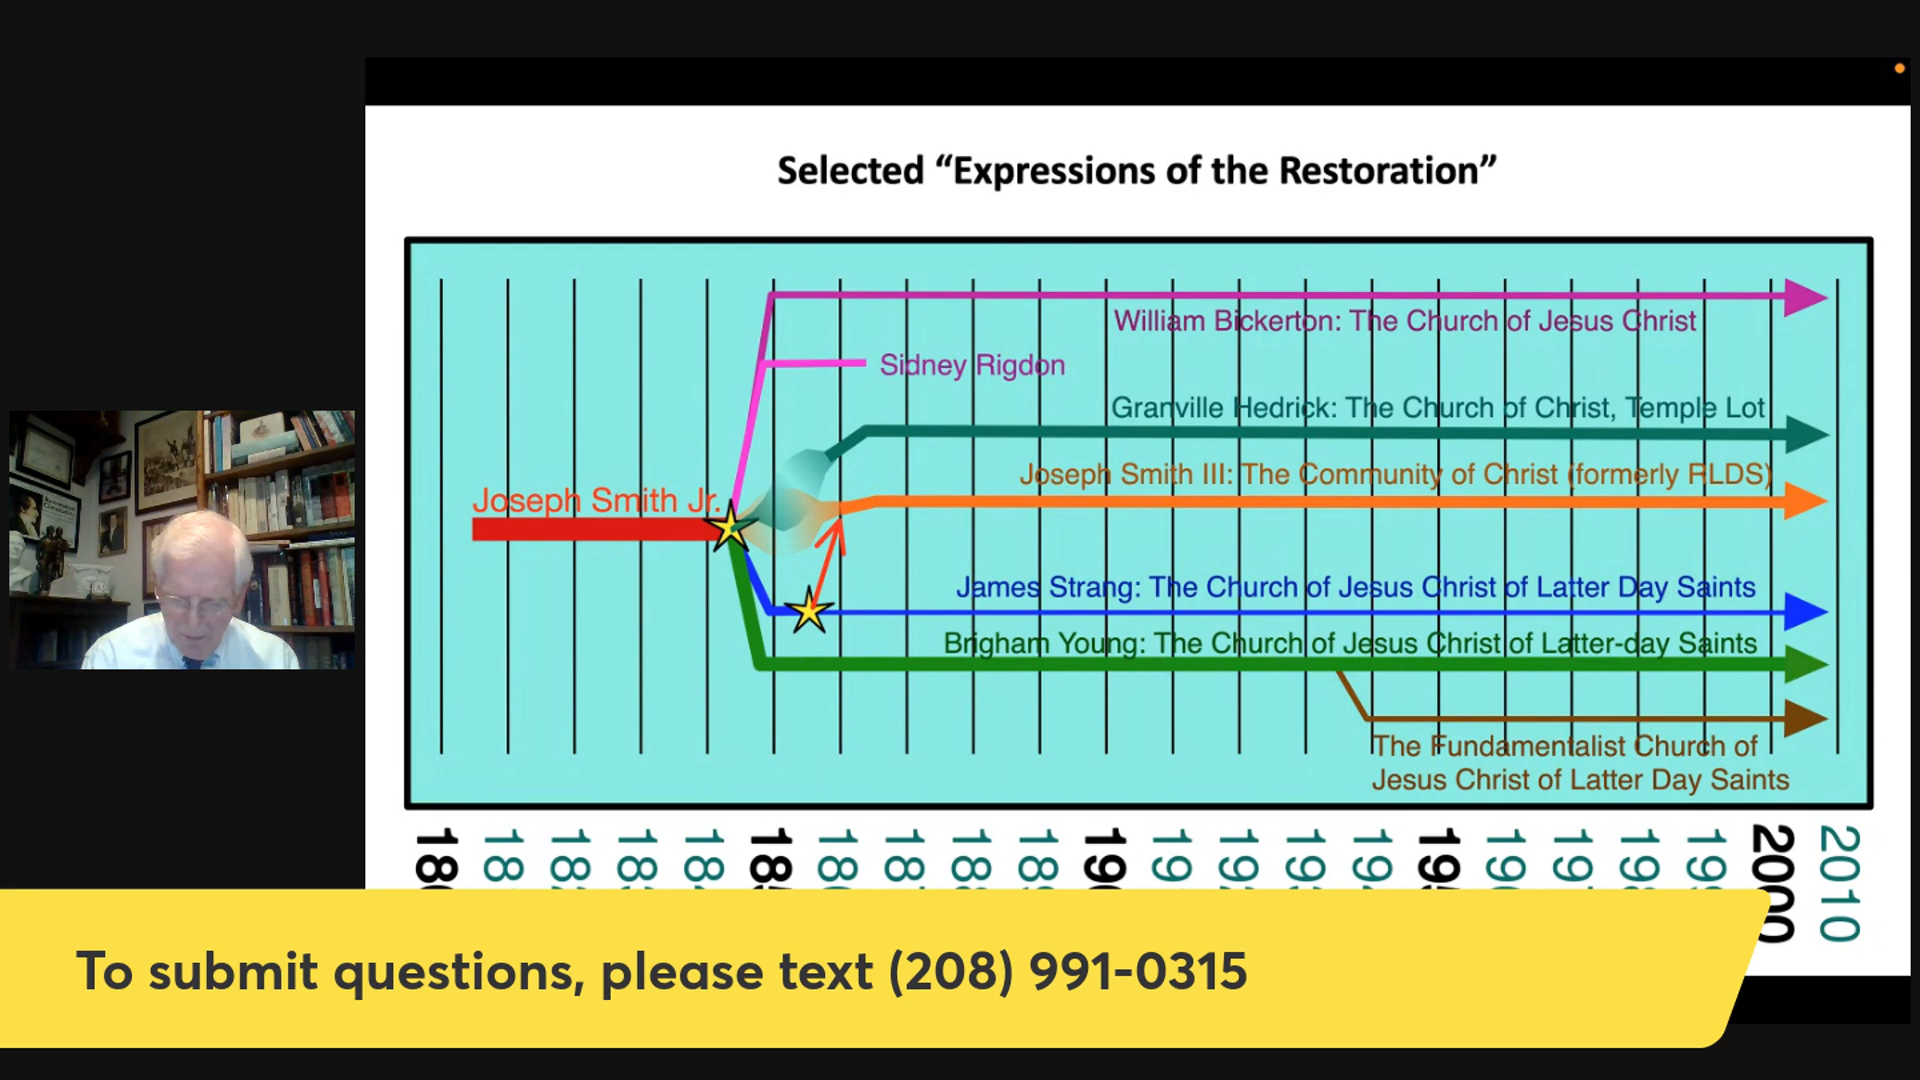 Selected “Expressions of the Restoration”
William Bickerton: The Church of Jesus Christ
Sidney Rigdon
Granville Hedrick: The Church of Christ, Temple Lot
Joseph Smith III: The Community of Christ (formerly RLDS)
Joseph Smith Jr.
James Strang: The Church of Jesus Christ of Latter Day Saints
Brigham Young: The Church of Jesus Christ of Latter-day Saints
The Fundamentalist Church of
Jesus Christ of Latter Day Saints
2000
2010
To submit questions, please text (208) 991-0315